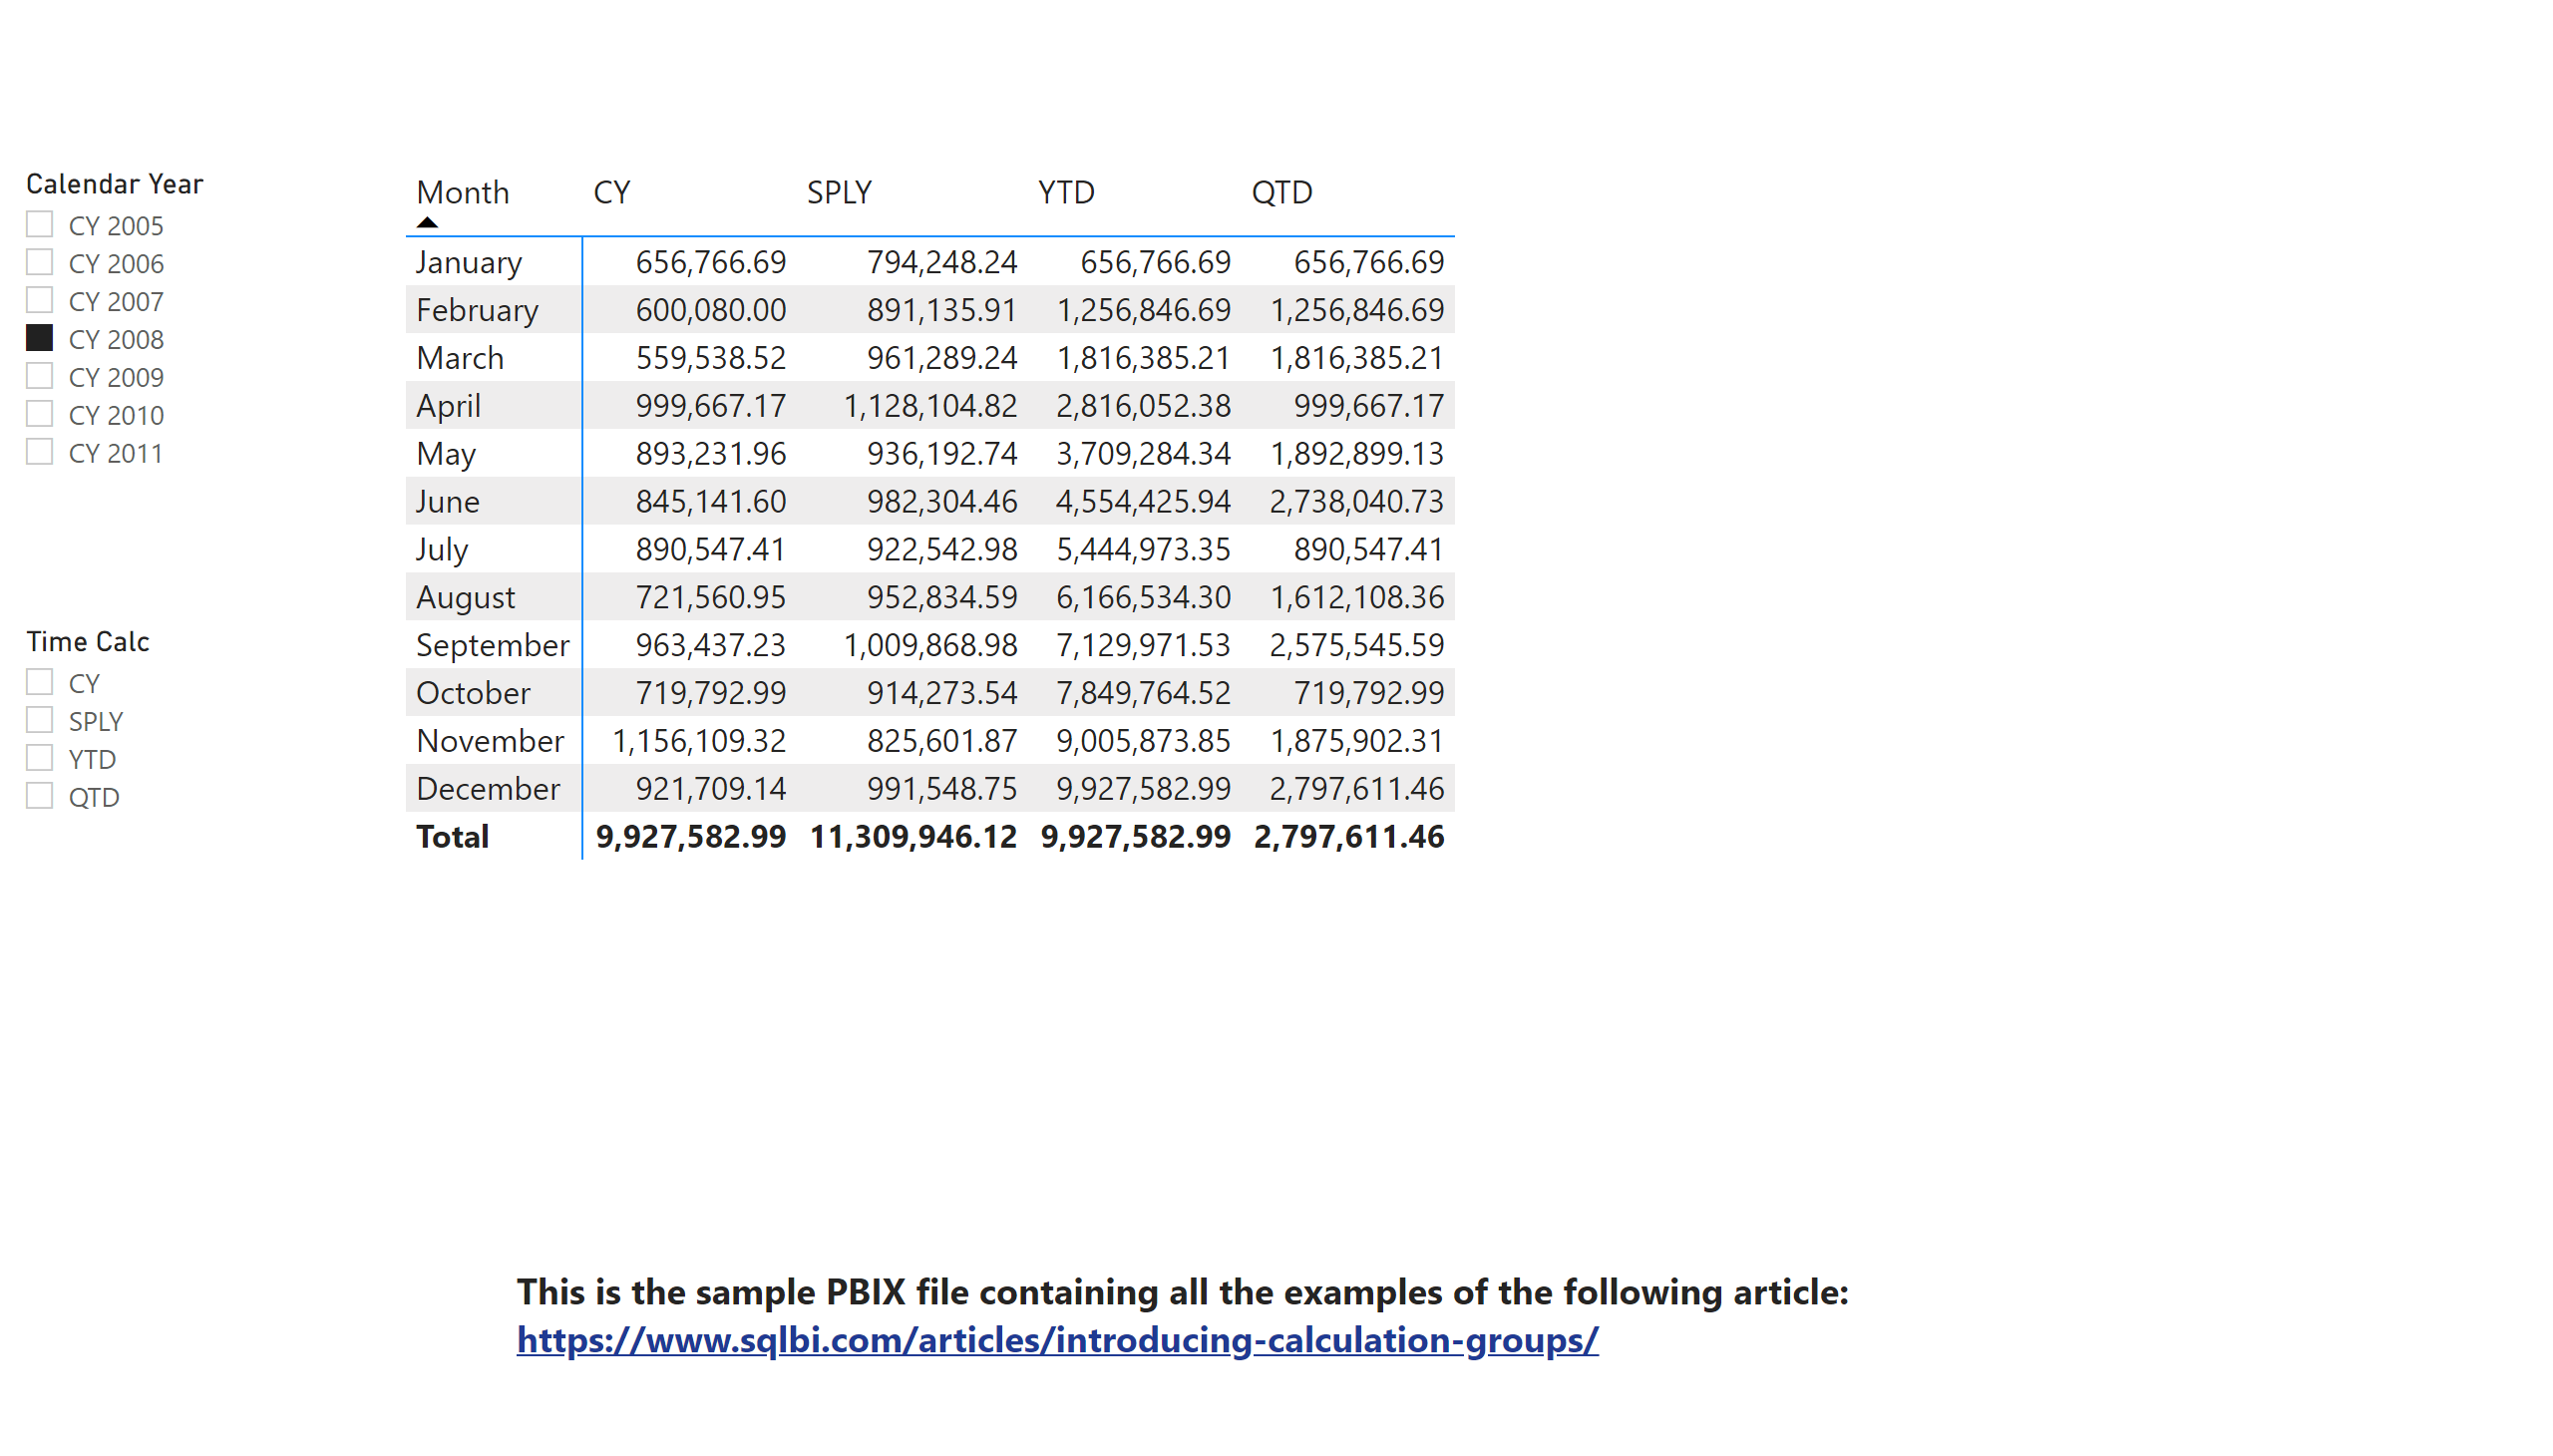 Calendar Year
CY 2005
CY 2006
CY 2007
CY 2008
CY 2009
CY 2010
CY 2011
Time Calc
CY
SPLY
YTD
QTD
Month CY SPLY YTD QTD
January 656,766.69 794,248.24 656,766.69 656,766.69
February 600,080.00 891,135.91 1,256,846.69 1,256,846.69
March 559,538.52 961,289.24 1,816,385.21 1,816,385.21
April 999,667.17 1,128,104.82 2,816,052.38 999,667.17
May 893,231.96 936,192.74 3,709,284.34 1,892,899.13
June 845,141.60 982,304.46 4,554,425.94 2,738,040.73
July 890,547.41 922,542.98 5,444,973.35 890,547.41
August 721,560.95 952,834.59 6,166,534.30 1,612,108.36
September 963,437.23 1,009,868.98 7,129,971.53 2,575,545.59
October 719,792.99 914,273.54 7,849,764.52 719,792.99
November 1,156,109.32 825,601.87 9,005,873.85 1,875,902.31
December 921,709.14 991,548.75 9,927,582.99 2,797,611.46
Total 9,927,582.99 11,309,946.12 9,927,582.99 2,797,611.46
This is the sample PBIX file containing all the examples of the following article:
https://www.sqlbi.com/articles/introducing-calculation-groups/